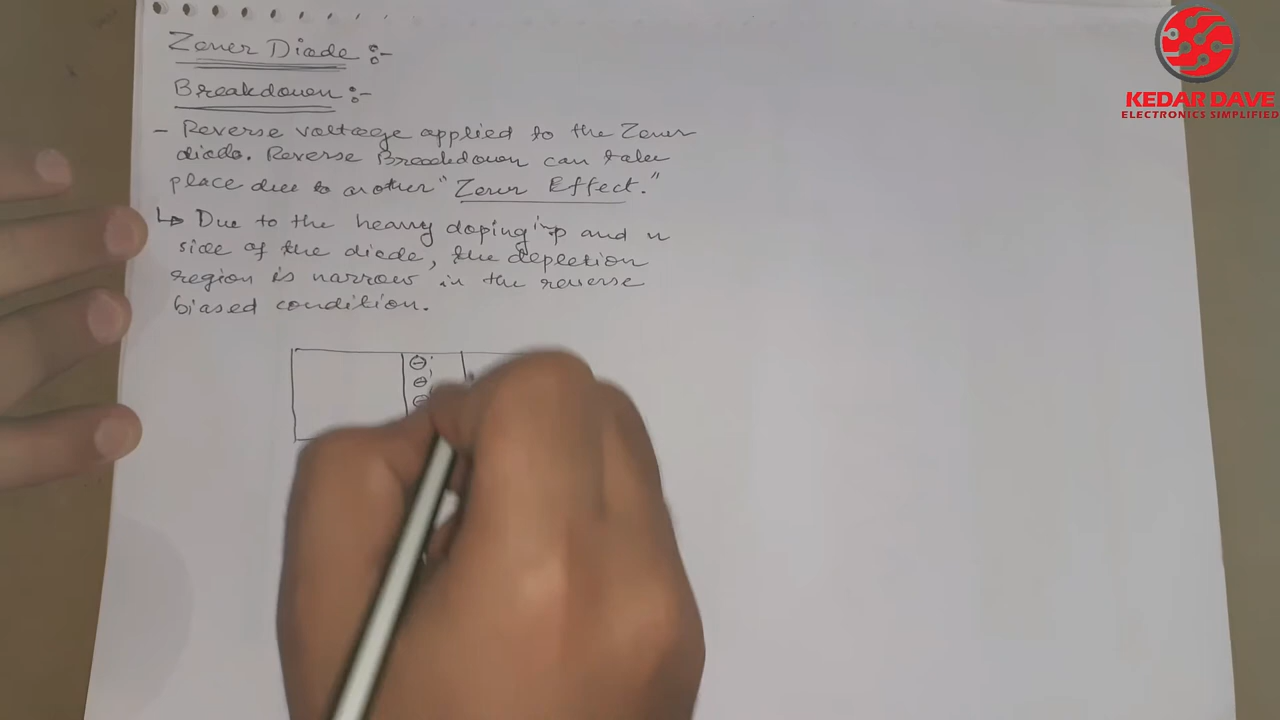 Zener Diode :-
Breakdown :-
- Reverse voltage applied to the Zener
diode. Reverse Breakdown can take
place due to another "Zener Effect."
↳ Due to the heavy doping in p and n
side of the diode, the depletion
region is narrow in the reverse
biased condition.
KEDAR DAVE
ELECTRONICS SIMPLIFIED